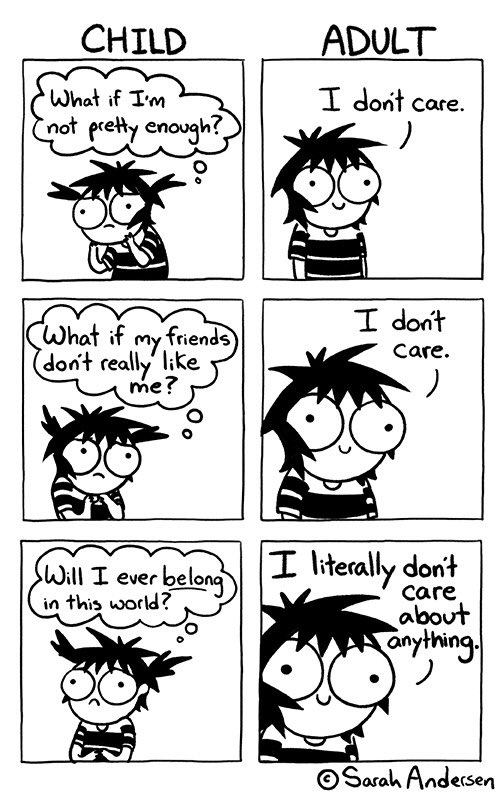 CHILD
ADULT
What if I'm
not pretty enough?
I don't care.
What if my friends
don't really like
me?
I don't
care.
Will I ever belong
in this world?
I literally don't
care
about
anything.
© Sarah Andersen